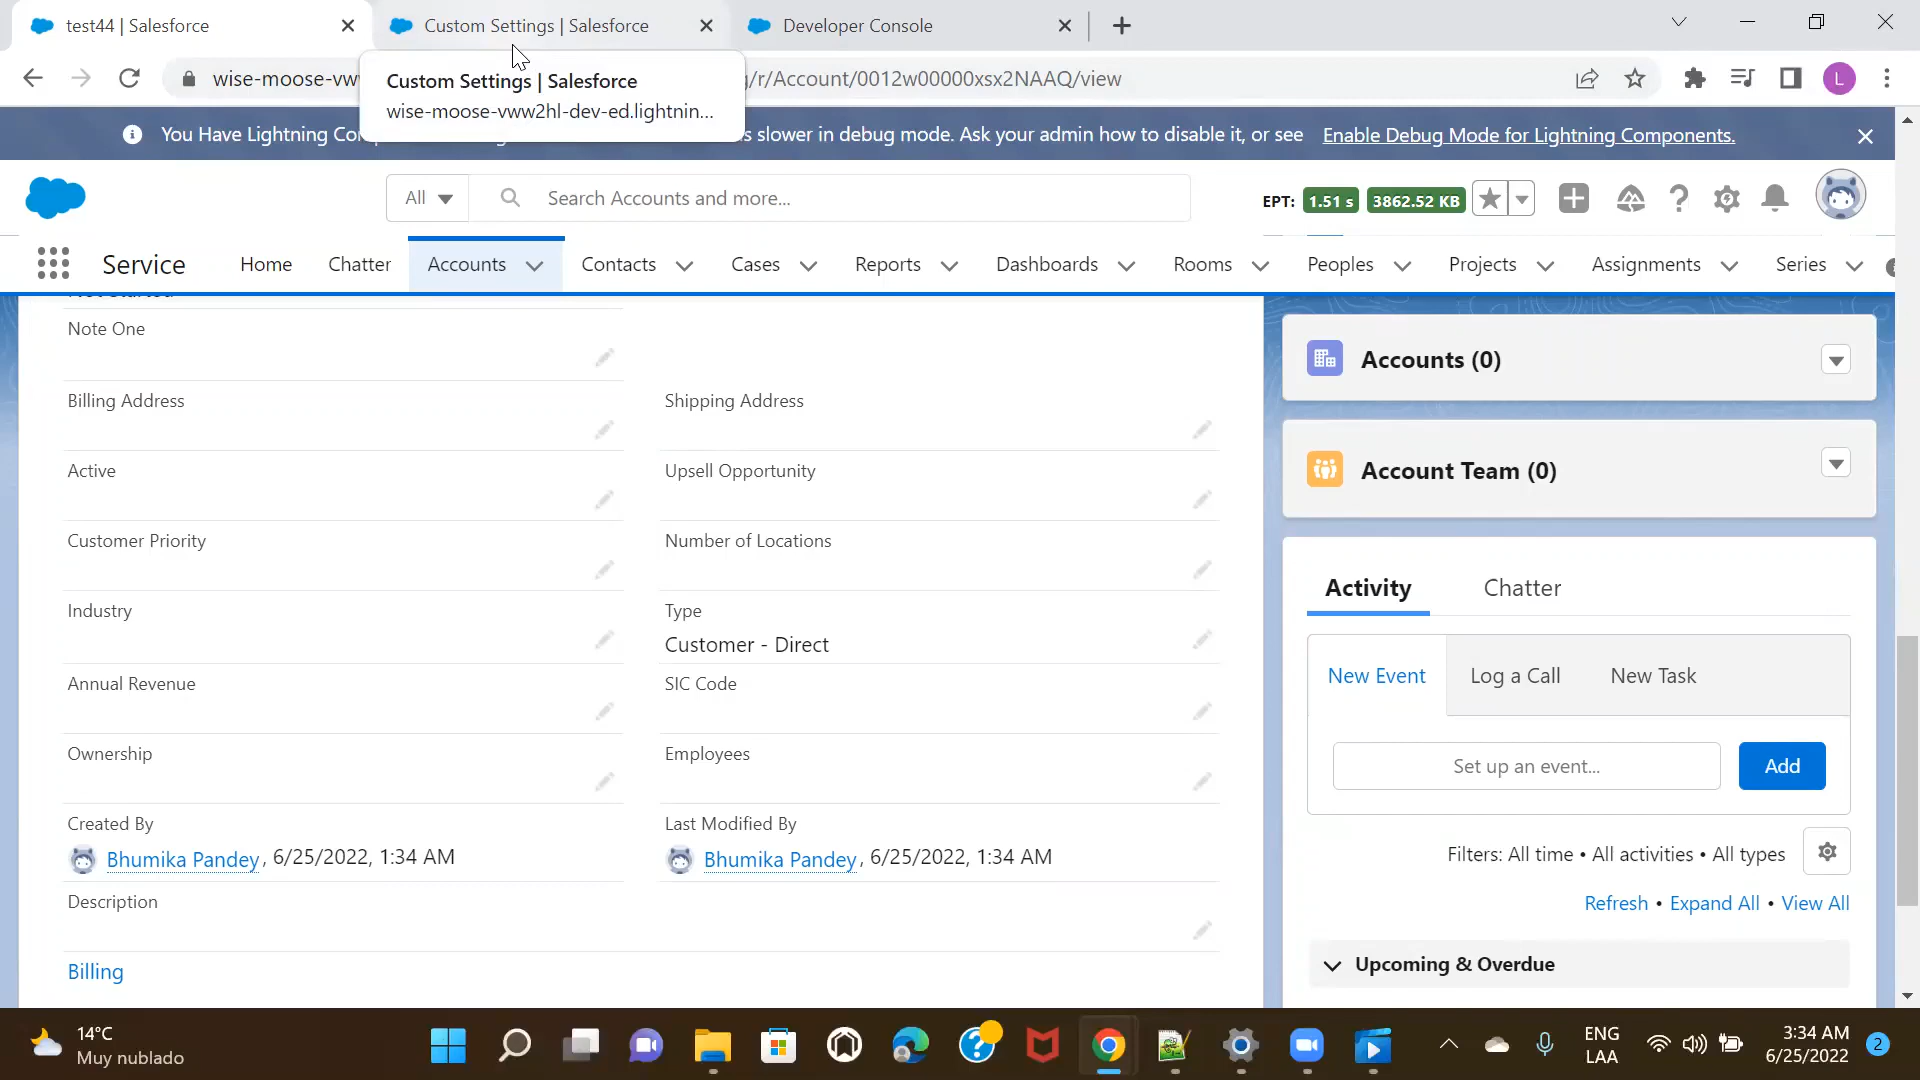 test44 | Salesforce
Custom Settings | Salesforce
Developer Console
wise-moose-vw
/r/Account/0012w00000xsx2NAAQ/view
L
Custom Settings | Salesforce
wise-moose-vww2hl-dev-ed.lightnin...
You Have Lightning Co
s slower in debug mode. Ask your admin how to disable it, or see Enable Debug Mode for Lightning Components.
All
Search Accounts and more...
EPT: 1.51 s 3862.52 KB
Service
Home
Chatter
Accounts
Contacts
Cases
Reports
Dashboards
Rooms
Peoples
Projects
Assignments
Series
Note One
Billing Address
Shipping Address
Active
Upsell Opportunity
Customer Priority
Number of Locations
Industry
Type
Customer - Direct
Annual Revenue
SIC Code
Ownership
Employees
Created By
Last Modified By
Bhumika Pandey, 6/25/2022, 1:34 AM
Bhumika Pandey, 6/25/2022, 1:34 AM
Description
Billing
Accounts (0)
Account Team (0)
Activity
Chatter
New Event
Log a Call
New Task
Set up an event...
Add
Filters: All time • All activities • All types
Refresh • Expand All • View All
Upcoming & Overdue
14°C
Muy nublado
ENG
LAA
3:34 AM
6/25/2022
2